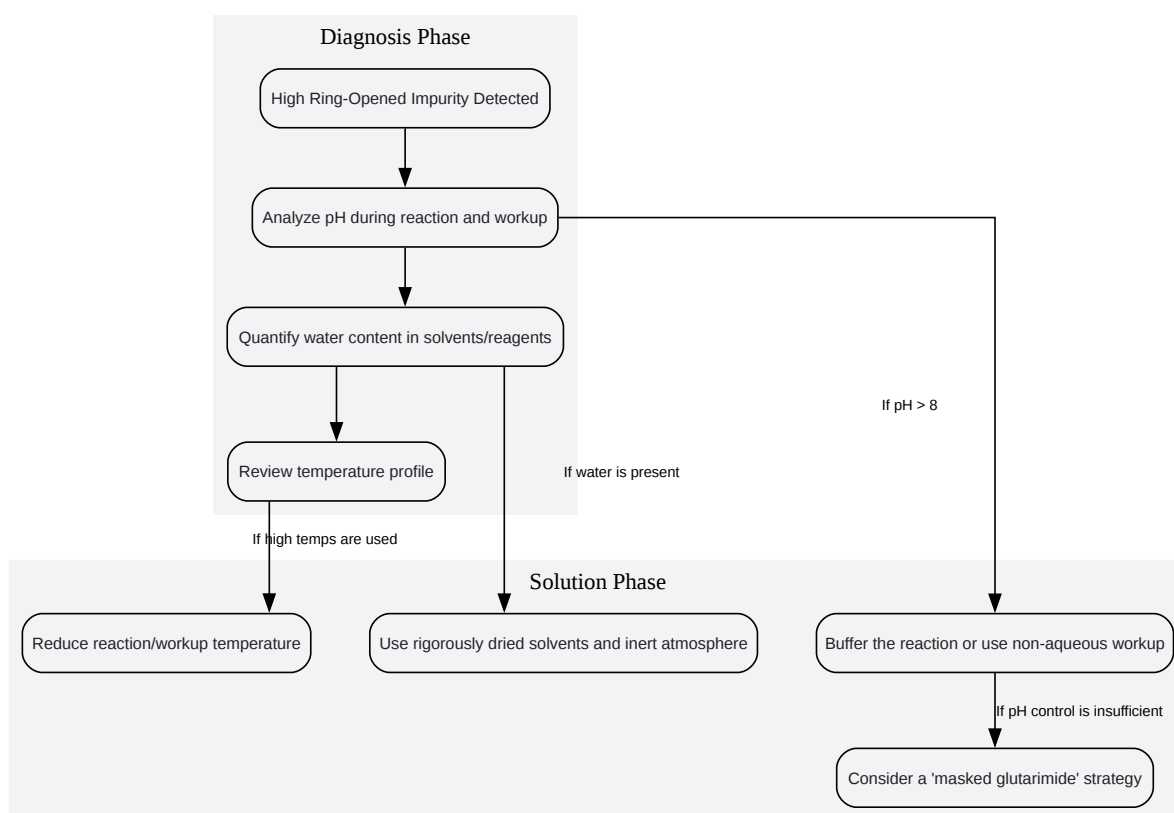 Diagnosis Phase
High Ring-Opened Impurity Detected
Analyze pH during reaction and workup
Quantify water content in solvents/reagents
If pH > 8
Review temperature profile
If water is present
If high temps are used
Solution Phase
Reduce reaction/workup temperature
Use rigorously dried solvents and inert atmosphere
Buffer the reaction or use non-aqueous workup
If pH control is insufficient
Consider a 'masked glutarimide' strategy